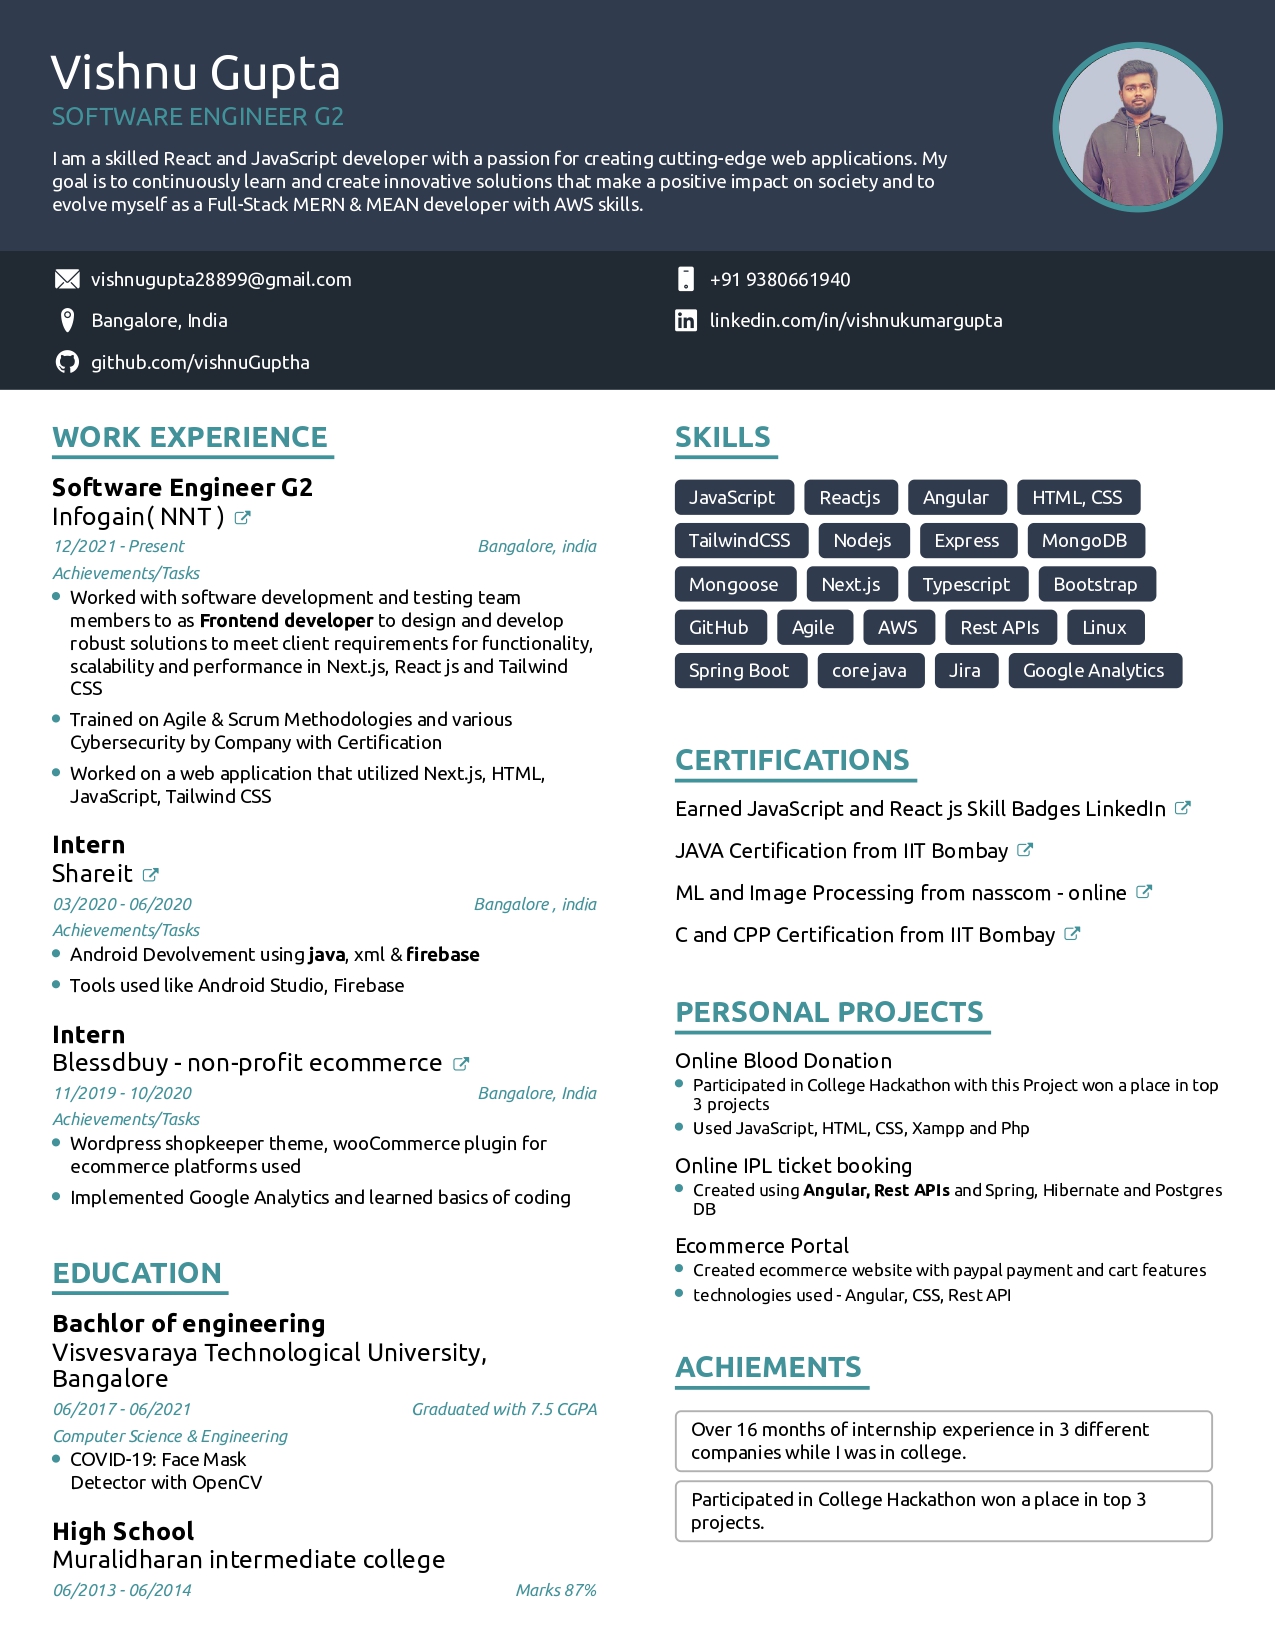 Vishnu Gupta
SOFTWARE ENGINEER G2
I am a skilled React and JavaScript developer with a passion for creating cutting-edge web applications. My
goal is to continuously learn and create innovative solutions that make a positive impact on society and to
evolve myself as a Full-Stack MERN & MEAN developer with AWS skills.
vishnugupta28899@gmail.com
+91 9380661940
Bangalore, India
linkedin.com/in/vishnukumargupta
github.com/vishnuGuptha
WORK EXPERIENCE
Software Engineer G2
Infogain( NNT )
12/2021 - Present
Bangalore, india
Achievements/Tasks
Worked with software development and testing team
members to as Frontend developer to design and develop
robust solutions to meet client requirements for functionality,
scalability and performance in Next.js, React js and Tailwind
CSS
Trained on Agile & Scrum Methodologies and various
Cybersecurity by Company with Certification
Worked on a web application that utilized Next.js, HTML,
JavaScript, Tailwind CSS
Intern
Shareit
03/2020 - 06/2020
Bangalore , india
Achievements/Tasks
Android Devolvement using java, xml & firebase
Tools used like Android Studio, Firebase
Intern
Blessdbuy - non-profit ecommerce
11/2019 - 10/2020
Bangalore, India
Achievements/Tasks
Wordpress shopkeeper theme, wooCommerce plugin for
ecommerce platforms used
Implemented Google Analytics and learned basics of coding
EDUCATION
Bachlor of engineering
Visvesvaraya Technological University,
Bangalore
06/2017 - 06/2021
Graduated with 7.5 CGPA
Computer Science & Engineering
COVID-19: Face Mask
Detector with OpenCV
High School
Muralidharan intermediate college
06/2013 - 06/2014
Marks 87%
SKILLS
JavaScript Reactjs Angular HTML, CSS
TailwindCSS Nodejs Express MongoDB
Mongoose Next.js Typescript Bootstrap
GitHub Agile AWS Rest APIs Linux
Spring Boot core java Jira Google Analytics
CERTIFICATIONS
Earned JavaScript and React js Skill Badges LinkedIn
JAVA Certification from IIT Bombay
ML and Image Processing from nasscom - online
C and CPP Certification from IIT Bombay
PERSONAL PROJECTS
Online Blood Donation
Participated in College Hackathon with this Project won a place in top
3 projects
Used JavaScript, HTML, CSS, Xampp and Php
Online IPL ticket booking
Created using Angular, Rest APIs and Spring, Hibernate and Postgres
DB
Ecommerce Portal
Created ecommerce website with paypal payment and cart features
technologies used - Angular, CSS, Rest API
ACHIEMENTS
Over 16 months of internship experience in 3 different
companies while I was in college.
Participated in College Hackathon won a place in top 3
projects.